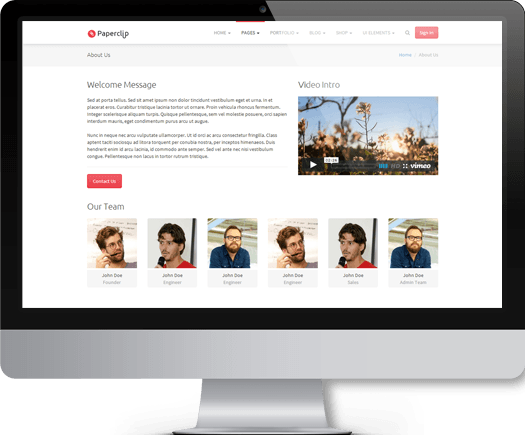 Paperclip
HOME PAGES PORTFOLIO BLOG SHOP UI ELEMENTS Sign In
About Us
Home About Us
Welcome Message
Sed at porta tellus. Sed sit amet ipsum non dolor tincidunt vestibulum eget et urna. In et
placerat eros. Curabitur tristique lacinia tortor ut ornare. Proin vehicula rhoncus fermentum.
Integer scelerisque aliquam turpis. Quisque pellentesque, sem vel molestie posuere, orci sapien
interdum mauris, eget condimentum purus arcu ut augue.
Nunc in neque nec arcu vulputate ullamcorper. Ut id orci ac arcu consectetur fringilla. Class
aptent taciti sociosqu ad litora torquent per conubia nostra, per inceptos himenaeos. Duis
hendrerit enim id arcu lacinia, id commodo ante semper. Sed vel ante nec nisi vestibulum
congue. Pellentesque non lacus in tortor rutrum tristique.
Contact Us
Video Intro
HD vimeo
Our Team
John Doe
Founder
John Doe
Engineer
John Doe
Engineer
John Doe
Engineer
John Doe
Sales
John Doe
Admin Team